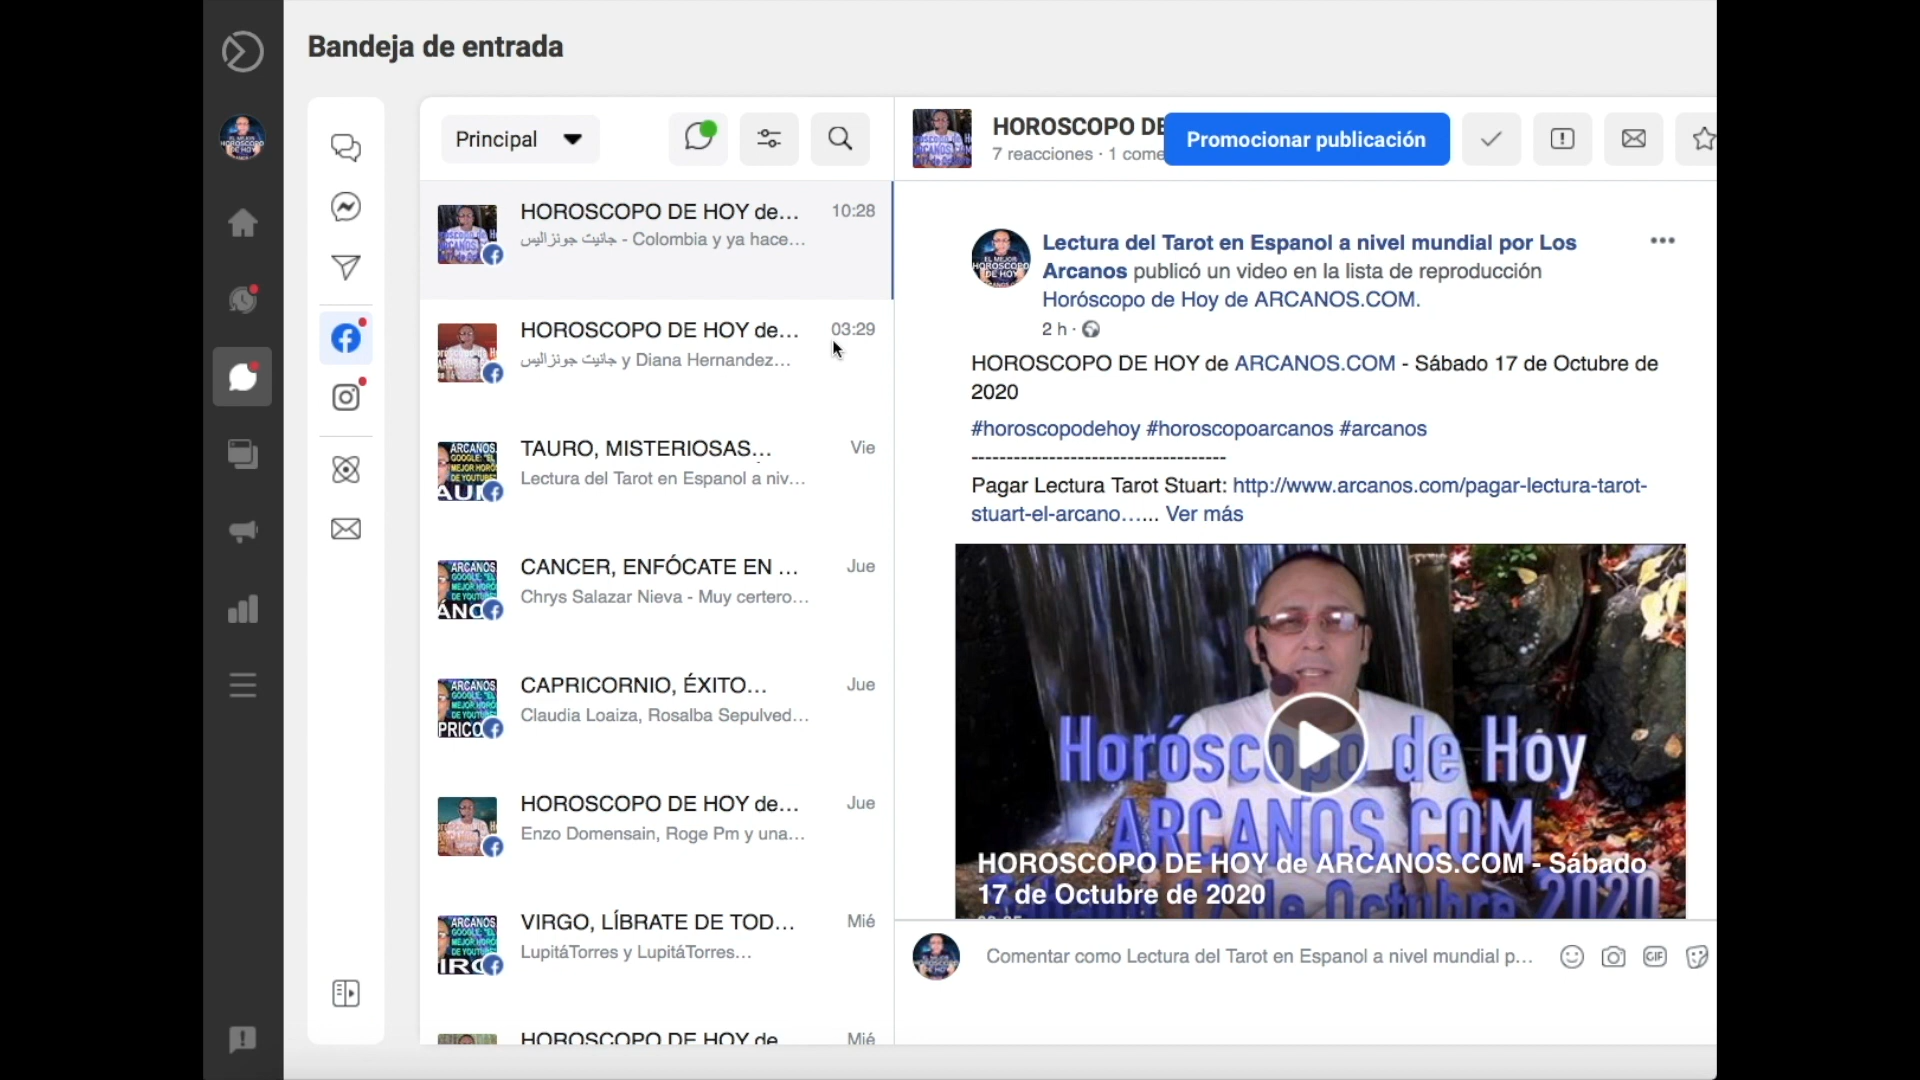 Bandeja de entrada
Principal
HOROSCOPO DE HOY de...
10:28
جانيت جونزاليس - Colombia y ya hace...
HOROSCOPO DE HOY de...
03:29
جانيت جونزاليس y Diana Hernandez...
TAURO, MISTERIOSAS...
Vie
Lectura del Tarot en Espanol a niv...
CANCER, ENFÓCATE EN ...
Jue
Chrys Salazar Nieva - Muy certero...
CAPRICORNIO, ÉXITO...
Jue
Claudia Loaiza, Rosalba Sepulved...
HOROSCOPO DE HOY de...
Jue
Enzo Domensain, Roge Pm y una...
VIRGO, LÍBRATE DE TOD...
Mié
LupitáTorres y LupitáTorres...
HOROSCOPO DE HOY de
Mié
HOROSCOPO DE
7 reacciones · 1 come
Promocionar publicación
Lectura del Tarot en Espanol a nivel mundial por Los
Arcanos publicó un video en la lista de reproducción
Horóscopo de Hoy de ARCANOS.COM.
2 h ·
HOROSCOPO DE HOY de ARCANOS.COM - Sábado 17 de Octubre de
2020
#horoscopodehoy #horoscopoarcanos #arcanos
------------------------------------
Pagar Lectura Tarot Stuart: http://www.arcanos.com/pagar-lectura-tarot-
stuart-el-arcano…... Ver más
Horóscopo de Hoy
ARCANOS.COM
HOROSCOPO DE HOY de ARCANOS.COM - Sábado
17 de Octubre de 2020
Sábado 17 de Octubre 2020
Comentar como Lectura del Tarot en Espanol a nivel mundial p...
GIF